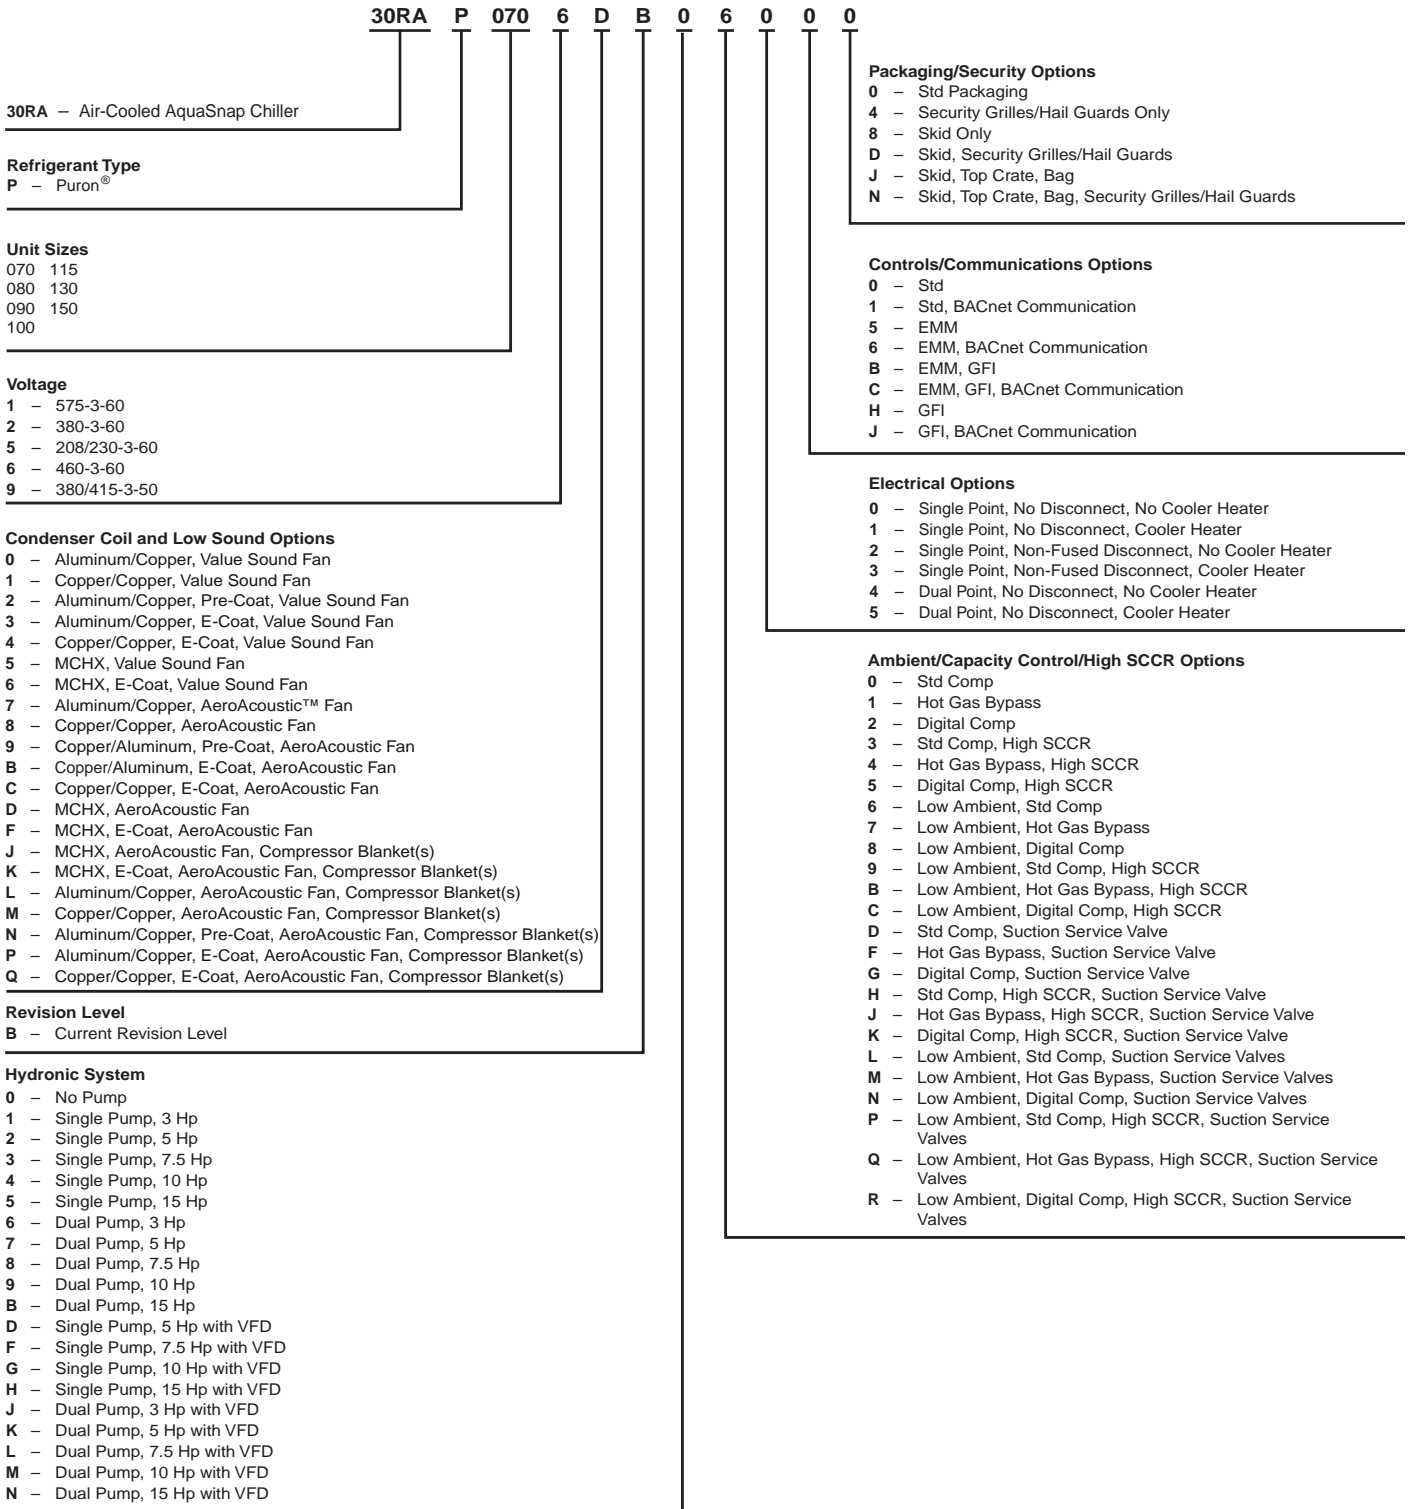 30RA P 070 6 D B 0 6 0 0 0
30RA – Air-Cooled AquaSnap Chiller
Refrigerant Type
P – Puron®
Unit Sizes
070 115
080 130
090 150
100
Voltage
1 – 575-3-60
2 – 380-3-60
5 – 208/230-3-60
6 – 460-3-60
9 – 380/415-3-50
Condenser Coil and Low Sound Options
0 – Aluminum/Copper, Value Sound Fan
1 – Copper/Copper, Value Sound Fan
2 – Aluminum/Copper, Pre-Coat, Value Sound Fan
3 – Aluminum/Copper, E-Coat, Value Sound Fan
4 – Copper/Copper, E-Coat, Value Sound Fan
5 – MCHX, Value Sound Fan
6 – MCHX, E-Coat, Value Sound Fan
7 – Aluminum/Copper, AeroAcoustic™ Fan
8 – Copper/Copper, AeroAcoustic Fan
9 – Copper/Aluminum, Pre-Coat, AeroAcoustic Fan
B – Copper/Aluminum, E-Coat, AeroAcoustic Fan
C – Copper/Copper, E-Coat, AeroAcoustic Fan
D – MCHX, AeroAcoustic Fan
F – MCHX, E-Coat, AeroAcoustic Fan
J – MCHX, AeroAcoustic Fan, Compressor Blanket(s)
K – MCHX, E-Coat, AeroAcoustic Fan, Compressor Blanket(s)
L – Aluminum/Copper, AeroAcoustic Fan, Compressor Blanket(s)
M – Copper/Copper, AeroAcoustic Fan, Compressor Blanket(s)
N – Aluminum/Copper, Pre-Coat, AeroAcoustic Fan, Compressor Blanket(s)
P – Aluminum/Copper, E-Coat, AeroAcoustic Fan, Compressor Blanket(s)
Q – Copper/Copper, E-Coat, AeroAcoustic Fan, Compressor Blanket(s)
Revision Level
B – Current Revision Level
Hydronic System
0 – No Pump
1 – Single Pump, 3 Hp
2 – Single Pump, 5 Hp
3 – Single Pump, 7.5 Hp
4 – Single Pump, 10 Hp
5 – Single Pump, 15 Hp
6 – Dual Pump, 3 Hp
7 – Dual Pump, 5 Hp
8 – Dual Pump, 7.5 Hp
9 – Dual Pump, 10 Hp
B – Dual Pump, 15 Hp
D – Single Pump, 5 Hp with VFD
F – Single Pump, 7.5 Hp with VFD
G – Single Pump, 10 Hp with VFD
H – Single Pump, 15 Hp with VFD
J – Dual Pump, 3 Hp with VFD
K – Dual Pump, 5 Hp with VFD
L – Dual Pump, 7.5 Hp with VFD
M – Dual Pump, 10 Hp with VFD
N – Dual Pump, 15 Hp with VFD
Packaging/Security Options
0 – Std Packaging
4 – Security Grilles/Hail Guards Only
8 – Skid Only
D – Skid, Security Grilles/Hail Guards
J – Skid, Top Crate, Bag
N – Skid, Top Crate, Bag, Security Grilles/Hail Guards
Controls/Communications Options
0 – Std
1 – Std, BACnet Communication
5 – EMM
6 – EMM, BACnet Communication
B – EMM, GFI
C – EMM, GFI, BACnet Communication
H – GFI
J – GFI, BACnet Communication
Electrical Options
0 – Single Point, No Disconnect, No Cooler Heater
1 – Single Point, No Disconnect, Cooler Heater
2 – Single Point, Non-Fused Disconnect, No Cooler Heater
3 – Single Point, Non-Fused Disconnect, Cooler Heater
4 – Dual Point, No Disconnect, No Cooler Heater
5 – Dual Point, No Disconnect, Cooler Heater
Ambient/Capacity Control/High SCCR Options
0 – Std Comp
1 – Hot Gas Bypass
2 – Digital Comp
3 – Std Comp, High SCCR
4 – Hot Gas Bypass, High SCCR
5 – Digital Comp, High SCCR
6 – Low Ambient, Std Comp
7 – Low Ambient, Hot Gas Bypass
8 – Low Ambient, Digital Comp
9 – Low Ambient, Std Comp, High SCCR
B – Low Ambient, Hot Gas Bypass, High SCCR
C – Low Ambient, Digital Comp, High SCCR
D – Std Comp, Suction Service Valve
F – Hot Gas Bypass, Suction Service Valve
G – Digital Comp, Suction Service Valve
H – Std Comp, High SCCR, Suction Service Valve
J – Hot Gas Bypass, High SCCR, Suction Service Valve
K – Digital Comp, High SCCR, Suction Service Valve
L – Low Ambient, Std Comp, Suction Service Valves
M – Low Ambient, Hot Gas Bypass, Suction Service Valves
N – Low Ambient, Digital Comp, Suction Service Valves
P – Low Ambient, Std Comp, High SCCR, Suction Service
Valves
Q – Low Ambient, Hot Gas Bypass, High SCCR, Suction Service
Valves
R – Low Ambient, Digital Comp, High SCCR, Suction Service
Valves